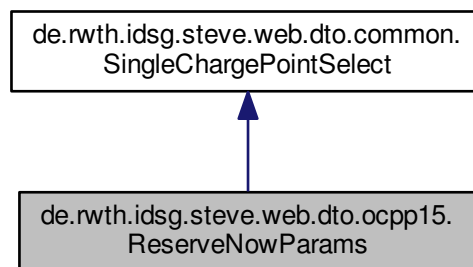 de.rwth.idsg.steve.web.dto.common.
SingleChargePointSelect
de.rwth.idsg.steve.web.dto.ocpp15.
ReserveNowParams